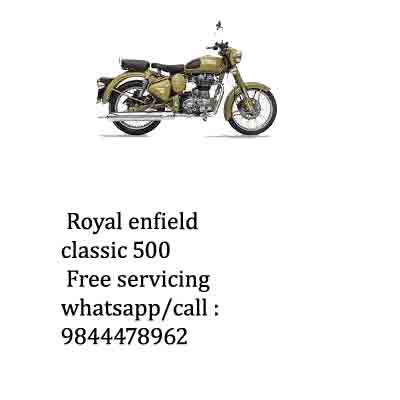 Royal enfield
classic 500
Free servicing
whatsapp/call :
9844478962